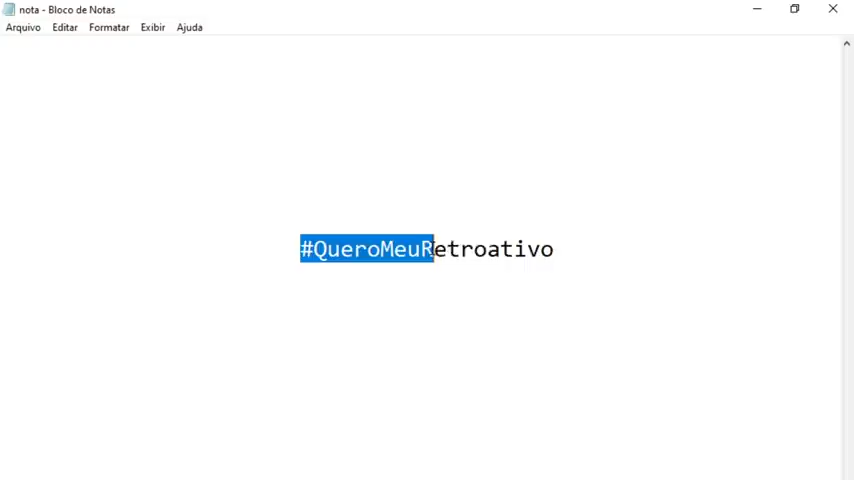 nota - Bloco de Notas
Arquivo Editar Formatar Exibir Ajuda
#QueroMeuRetroativo